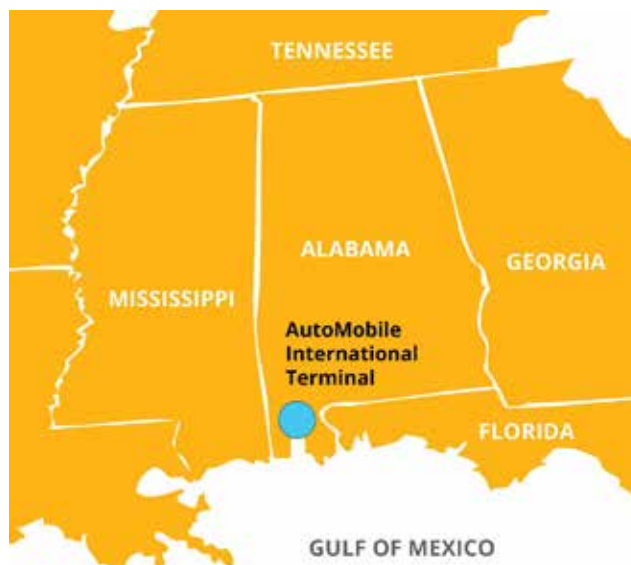 TENNESSEE
ALABAMA
GEORGIA
MISSISSIPPI
AutoMobile
International
Terminal
FLORIDA
GULF OF MEXICO